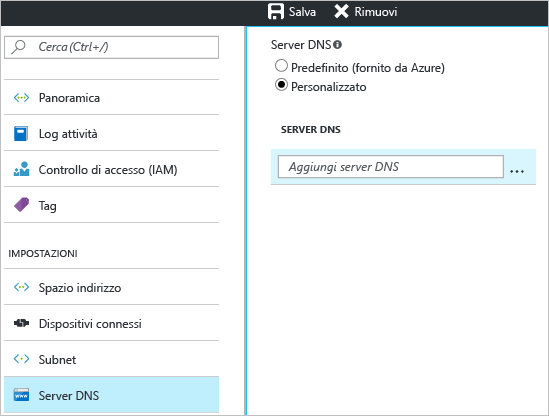 Salva Rimuovi
Cerca (Ctrl+/)
Panoramica
Log attività
Controllo di accesso (IAM)
Tag
IMPOSTAZIONI
Spazio indirizzo
Dispositivi connessi
Subnet
Server DNS
Server DNS
Predefinito (fornito da Azure)
Personalizzato
SERVER DNS
Aggiungi server DNS ...